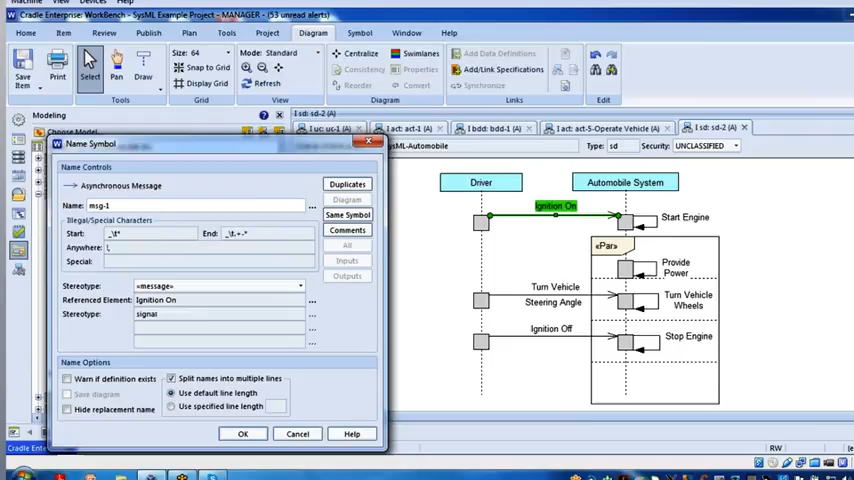 Machine View Devices Help
Cradle Enterprise: WorkBench - SysML Example Project - MANAGER - (53 unread alerts)
Home Item Review Publish Plan Tools Project Diagram Symbol Window Help
Save Item
Print
Select
Pan
Draw
Tools
Size: 64
Snap to Grid
Display Grid
Grid
Mode: Standard
Refresh
View
Centralize
Swimlanes
Consistency
Properties
Reorder
Convert
Diagram
Add Data Definitions
Add/Link Specifications
Synchronize
Links
Edit
Modeling
Choose Model...
I uc: uc-1 (A)
I act: act-1 (A)
I bdd: bdd-1 (A)
I act: act-5-Operate Vehicle (A)
I sd: sd-2 (A)
I sd: sd-2 (A)
SysML-Automobile
Type: sd
Security: UNCLASSIFIED
Name Symbol
Name Controls
Asynchronous Message
Name: msg-1
...
Illegal/Special Characters
Start: _\t*
End: _\t.+-*
Anywhere: !,
Special:
Stereotype: «message»
Referenced Element: Ignition On
...
Stereotype: signal
...
...
Duplicates
Diagram
Same Symbol
Comments
All
Inputs
Outputs
Name Options
Warn if definition exists
Save diagram
Hide replacement name
Split names into multiple lines
Use default line length
Use specified line length
OK
Cancel
Help
Driver
Automobile System
Ignition On
Start Engine
«Par»
Provide
Power
Turn Vehicle
Steering Angle
Turn Vehicle
Wheels
Ignition Off
Stop Engine
Cradle Ente
RW